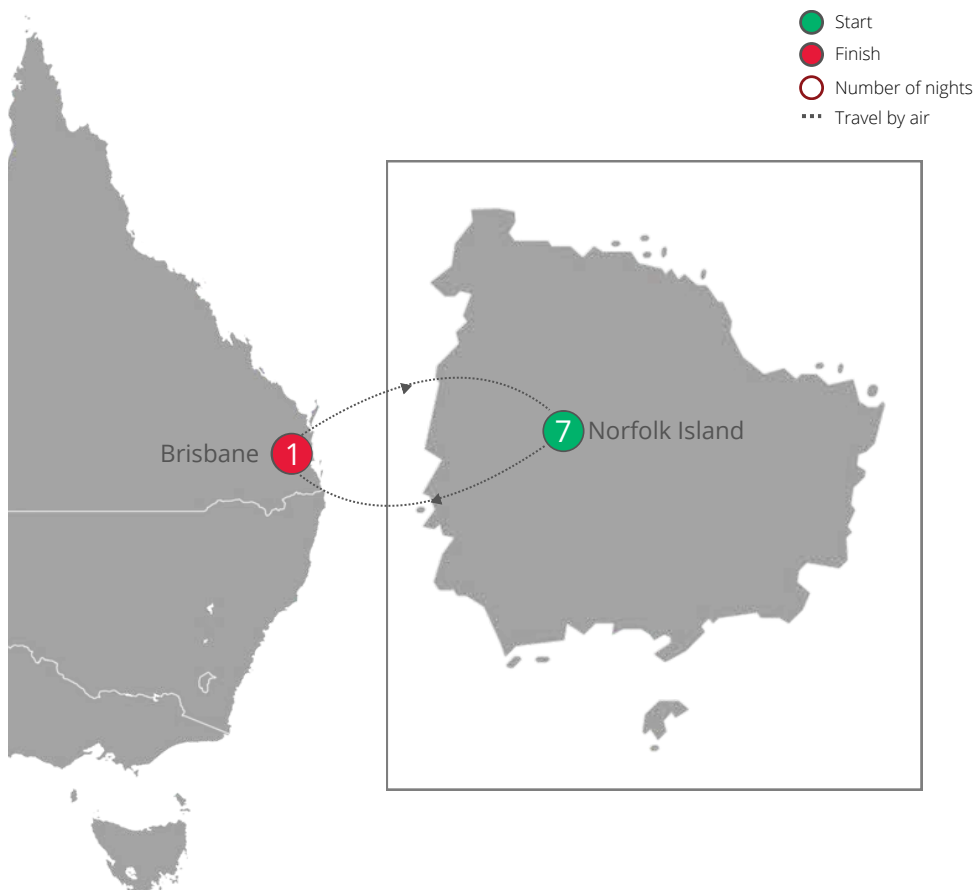 Start
Finish
Number of nights
Travel by air
7 Norfolk Island
Brisbane 1